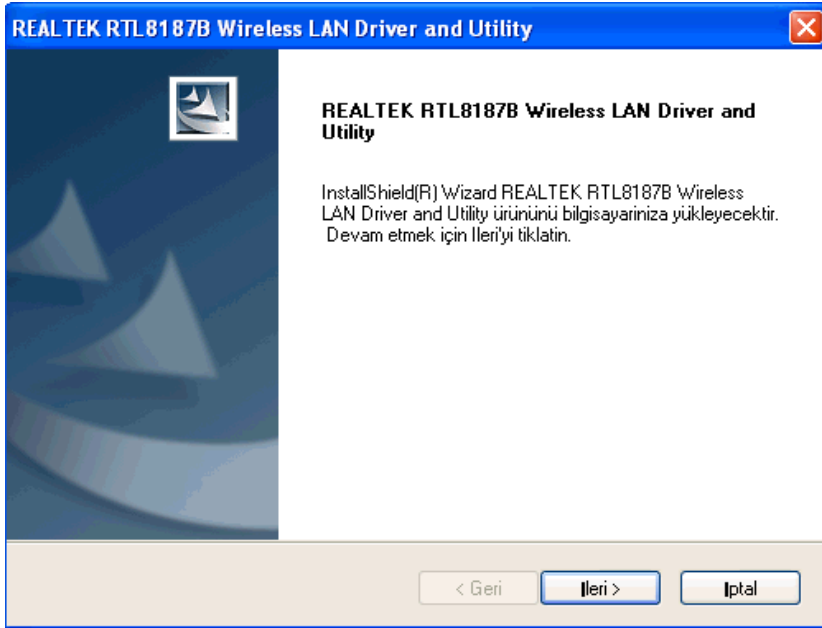 REALTEK RTL8187B Wireless LAN Driver and Utility
REALTEK RTL8187B Wireless LAN Driver and
Utility
InstallShield(R) Wizard REALTEK RTL8187B Wireless
LAN Driver and Utility ürününü bilgisayariniza yükleyecektir.
Devam etmek için Ileri'yi tiklatin.
< Geri
Ileri >
Iptal